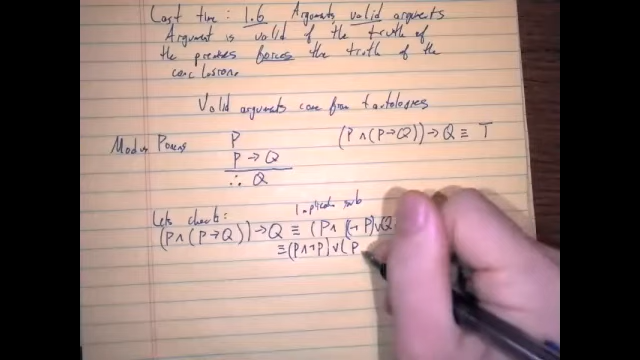 Last time: 1.6 Arguments, valid arguments
Argument is valid if the truth of
the premises forces the truth of the
conclusion.
Valid arguments come from tautologies
Modus Ponens P (P∧(P→Q))→Q ≡ T
P → Q
∴ Q
Lets check: Implication sub
(P∧(P→Q))→Q ≡ (P∧(¬P)∨Q
≡(P∧¬P)∨(P